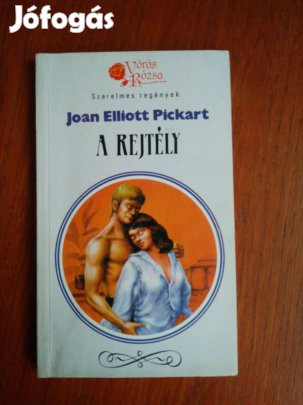 Jófogás
Vörös
Rózsa
Szerelmes regények
Joan Elliott Pickart
A REJTÉLY